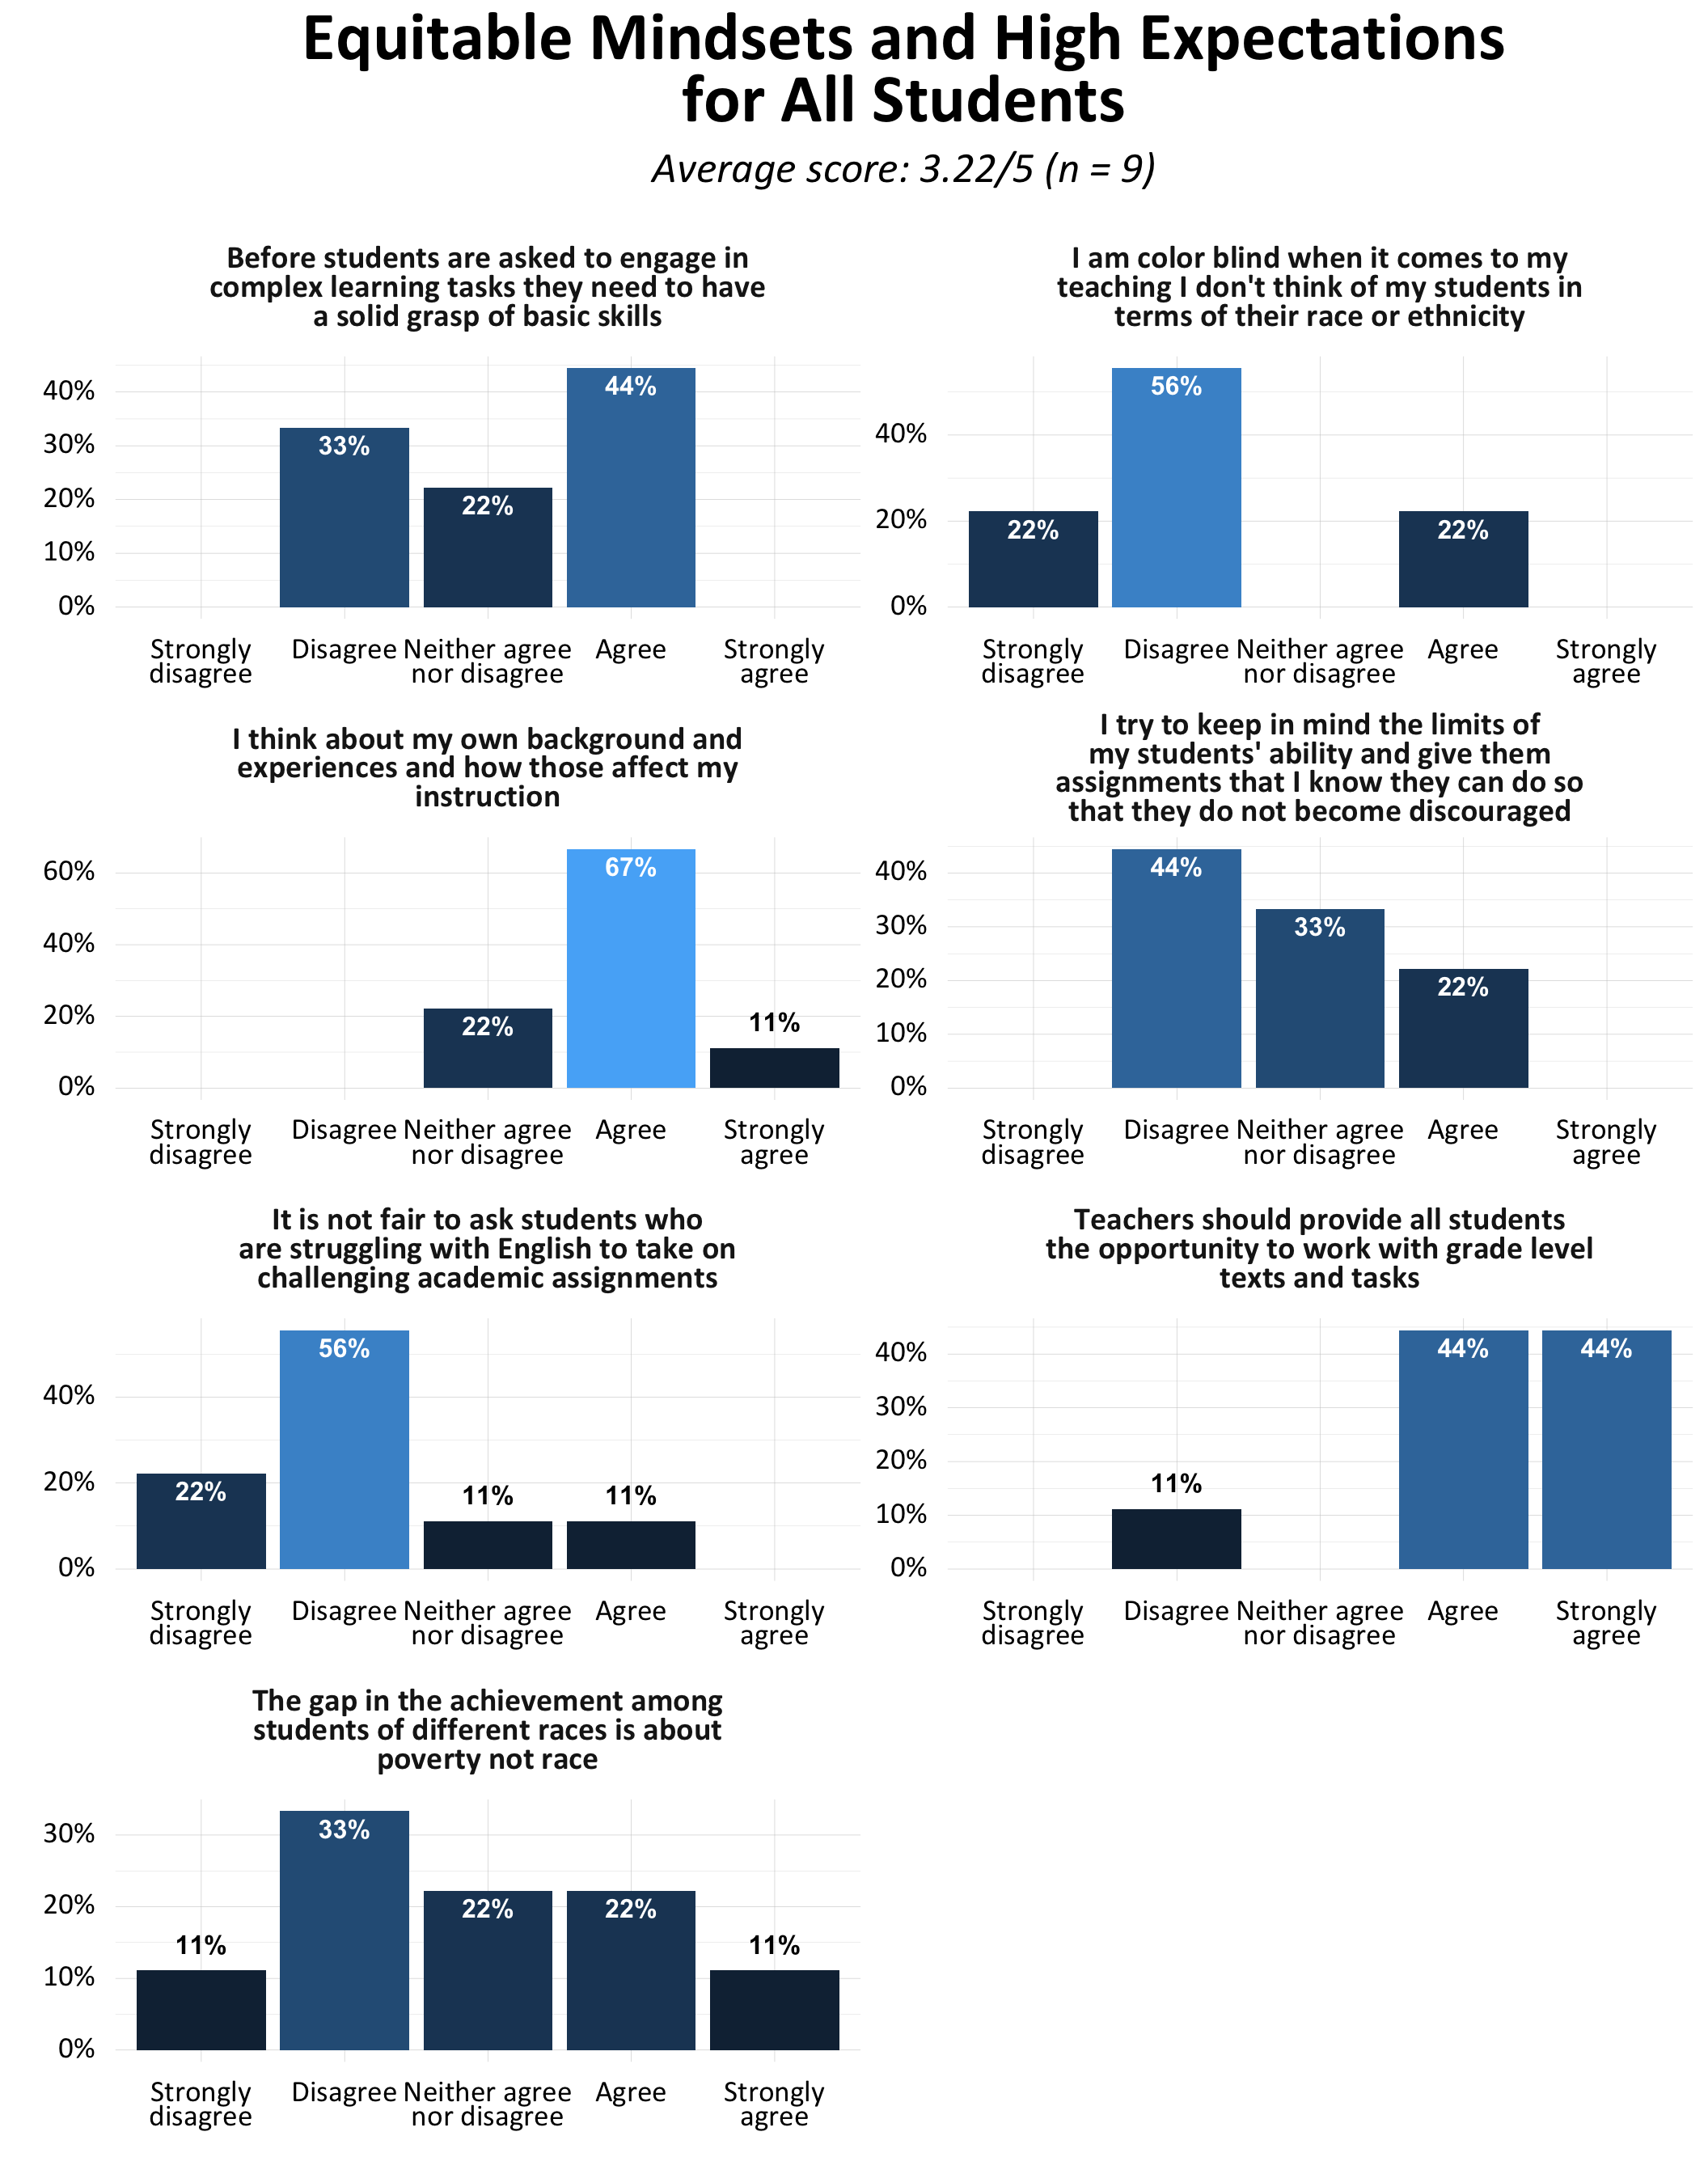 Equitable Mindsets and High Expectations
for All Students
Average score: 3.22/5 (n = 9)
Before students are asked to engage in
complex learning tasks they need to have
a solid grasp of basic skills
40%
30%
20%
10%
0%
33%
22%
44%
Strongly
disagree
Disagree
Neither agree
nor disagree
Agree
Strongly
agree
I am color blind when it comes to my
teaching I don't think of my students in
terms of their race or ethnicity
40%
20%
0%
22%
56%
22%
Strongly
disagree
Disagree
Neither agree
nor disagree
Agree
Strongly
agree
I think about my own background and
experiences and how those affect my
instruction
60%
40%
20%
0%
22%
67%
11%
Strongly
disagree
Disagree
Neither agree
nor disagree
Agree
Strongly
agree
I try to keep in mind the limits of
my students' ability and give them
assignments that I know they can do so
that they do not become discouraged
40%
30%
20%
10%
0%
44%
33%
22%
Strongly
disagree
Disagree
Neither agree
nor disagree
Agree
Strongly
agree
It is not fair to ask students who
are struggling with English to take on
challenging academic assignments
40%
20%
0%
22%
56%
11%
11%
Strongly
disagree
Disagree
Neither agree
nor disagree
Agree
Strongly
agree
Teachers should provide all students
the opportunity to work with grade level
texts and tasks
40%
30%
20%
10%
0%
11%
44%
44%
Strongly
disagree
Disagree
Neither agree
nor disagree
Agree
Strongly
agree
The gap in the achievement among
students of different races is about
poverty not race
30%
20%
10%
0%
11%
33%
22%
22%
11%
Strongly
disagree
Disagree
Neither agree
nor disagree
Agree
Strongly
agree